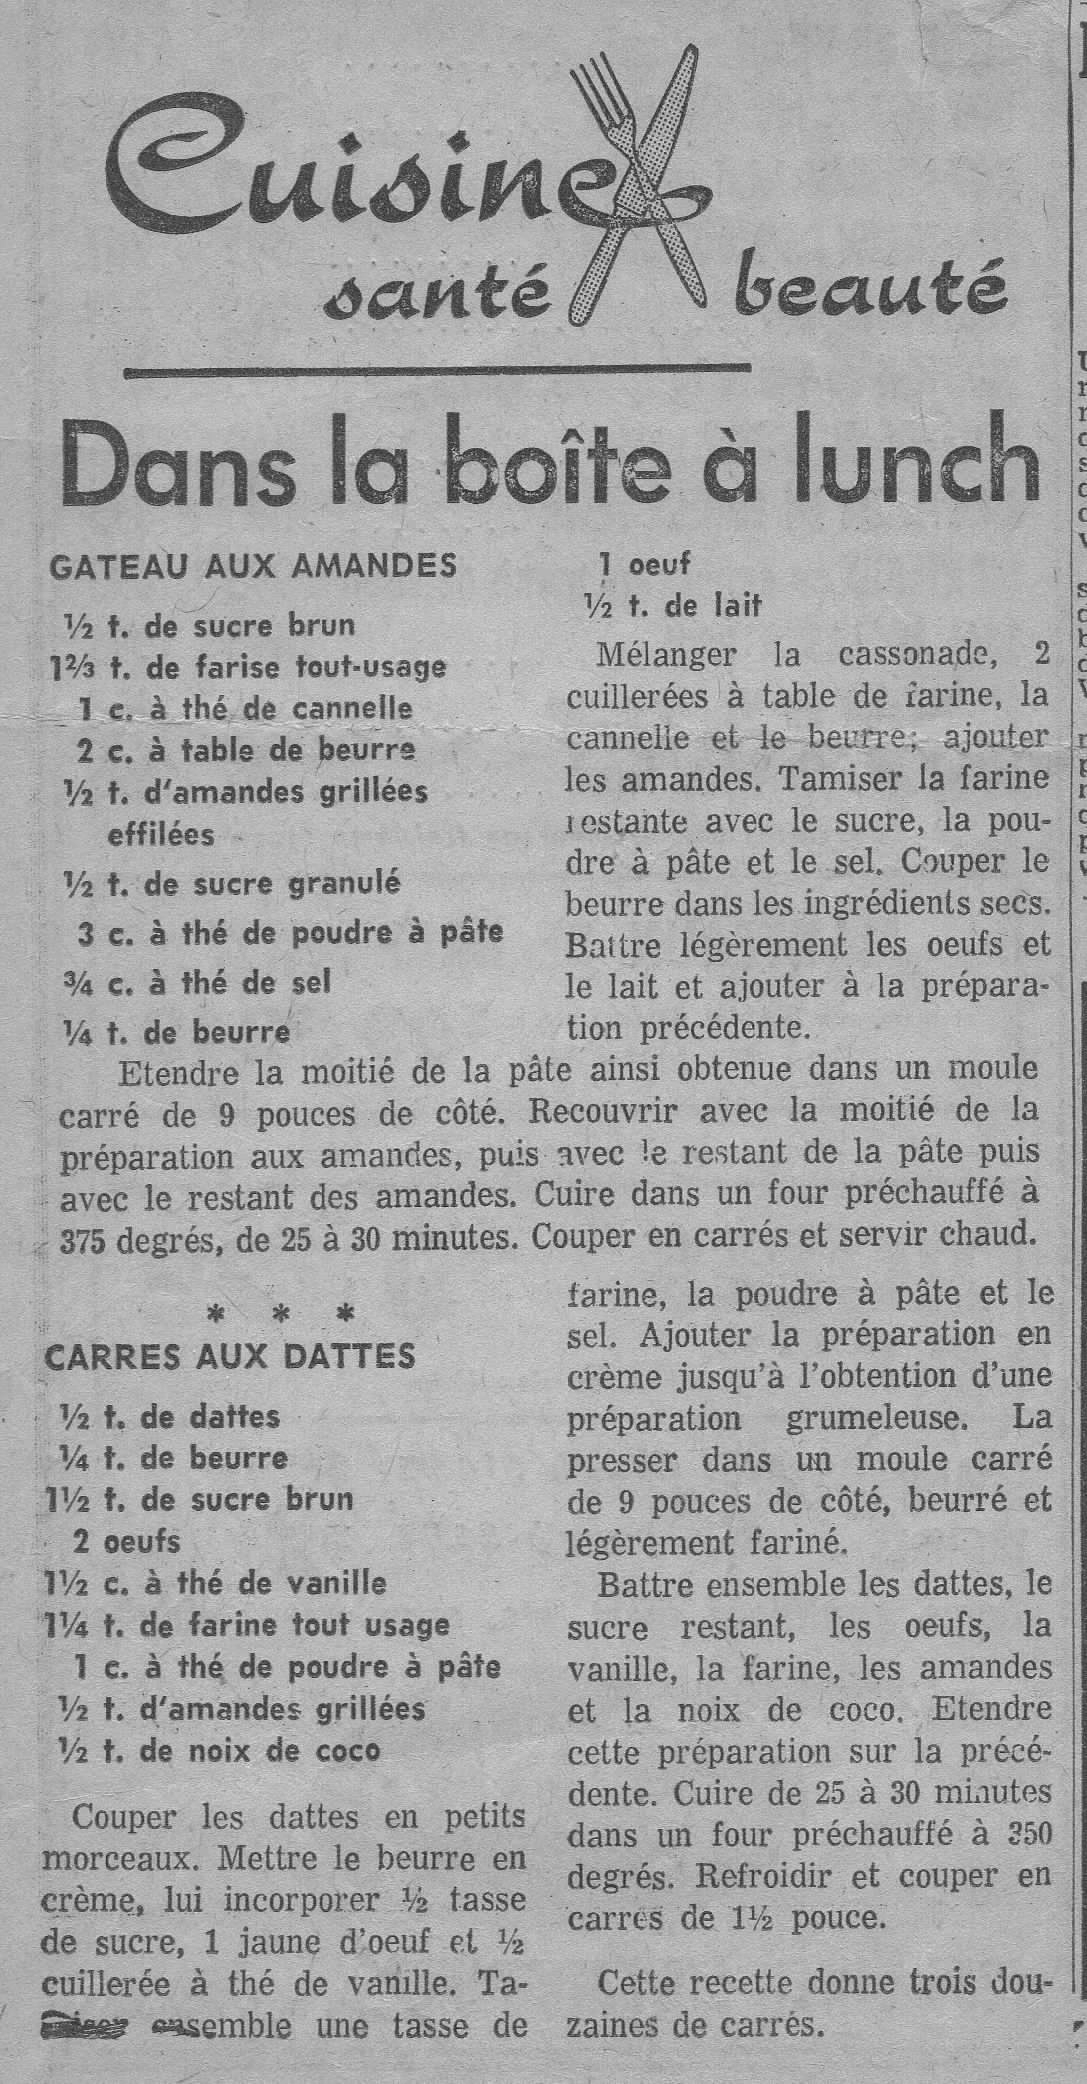 Cuisine
santé beauté
Dans la boîte à lunch
GATEAU AUX AMANDES
½ t. de sucre brun
1⅔ t. de farise tout-usage
1 c. à thé de cannelle
2 c. à table de beurre
½ t. d'amandes grillées
effilées
½ t. de sucre granulé
3 c. à thé de poudre à pâte
¾ c. à thé de sel
¼ t. de beurre
1 oeuf
½ t. de lait
Mélanger la cassonade, 2
cuillerées à table de farine, la
cannelle et le beurre; ajouter
les amandes. Tamiser la farine
restante avec le sucre, la pou-
dre à pâte et le sel. Couper le
beurre dans les ingrédients secs.
Battre légèrement les oeufs et
le lait et ajouter à la prépara-
tion précédente.
Etendre la moitié de la pâte ainsi obtenue dans un moule
carré de 9 pouces de côté. Recouvrir avec la moitié de la
préparation aux amandes, puis avec le restant de la pâte puis
avec le restant des amandes. Cuire dans un four préchauffé à
375 degrés, de 25 à 30 minutes. Couper en carrés et servir chaud.
* * *
CARRES AUX DATTES
½ t. de dattes
¼ t. de beurre
1½ t. de sucre brun
2 oeufs
1½ c. à thé de vanille
1¼ t. de farine tout usage
1 c. à thé de poudre à pâte
½ t. d'amandes grillées
½ t. de noix de coco
Couper les dattes en petits
morceaux. Mettre le beurre en
crème, lui incorporer ½ tasse
de sucre, 1 jaune d'oeuf et ½
cuillerée à thé de vanille. Ta-
ensemble une tasse de
farine, la poudre à pâte et le
sel. Ajouter la préparation en
crème jusqu'à l'obtention d'une
préparation grumeleuse. La
presser dans un moule carré
de 9 pouces de côté, beurré et
légèrement fariné.
Battre ensemble les dattes, le
sucre restant, les oeufs, la
vanille, la farine, les amandes
et la noix de coco. Etendre
cette préparation sur la précé-
dente. Cuire de 25 à 30 minutes
dans un four préchauffé à 350
degrés. Refroidir et couper en
carrés de 1½ pouce.
Cette recette donne trois dou-
zaines de carrés.